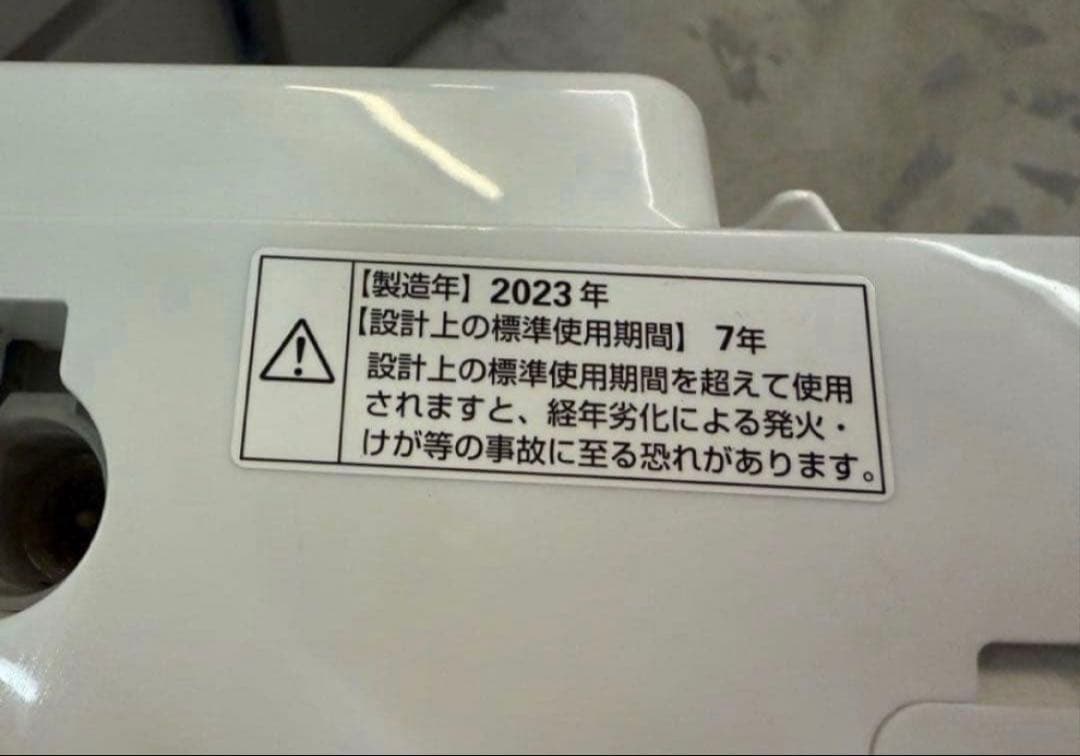 【製造年】 2023年
【設計上の標準使用期間】 7年
設計上の標準使用期間を超えて使用
されますと、経年劣化による発火・
けが等の事故に至る恐れがあります。